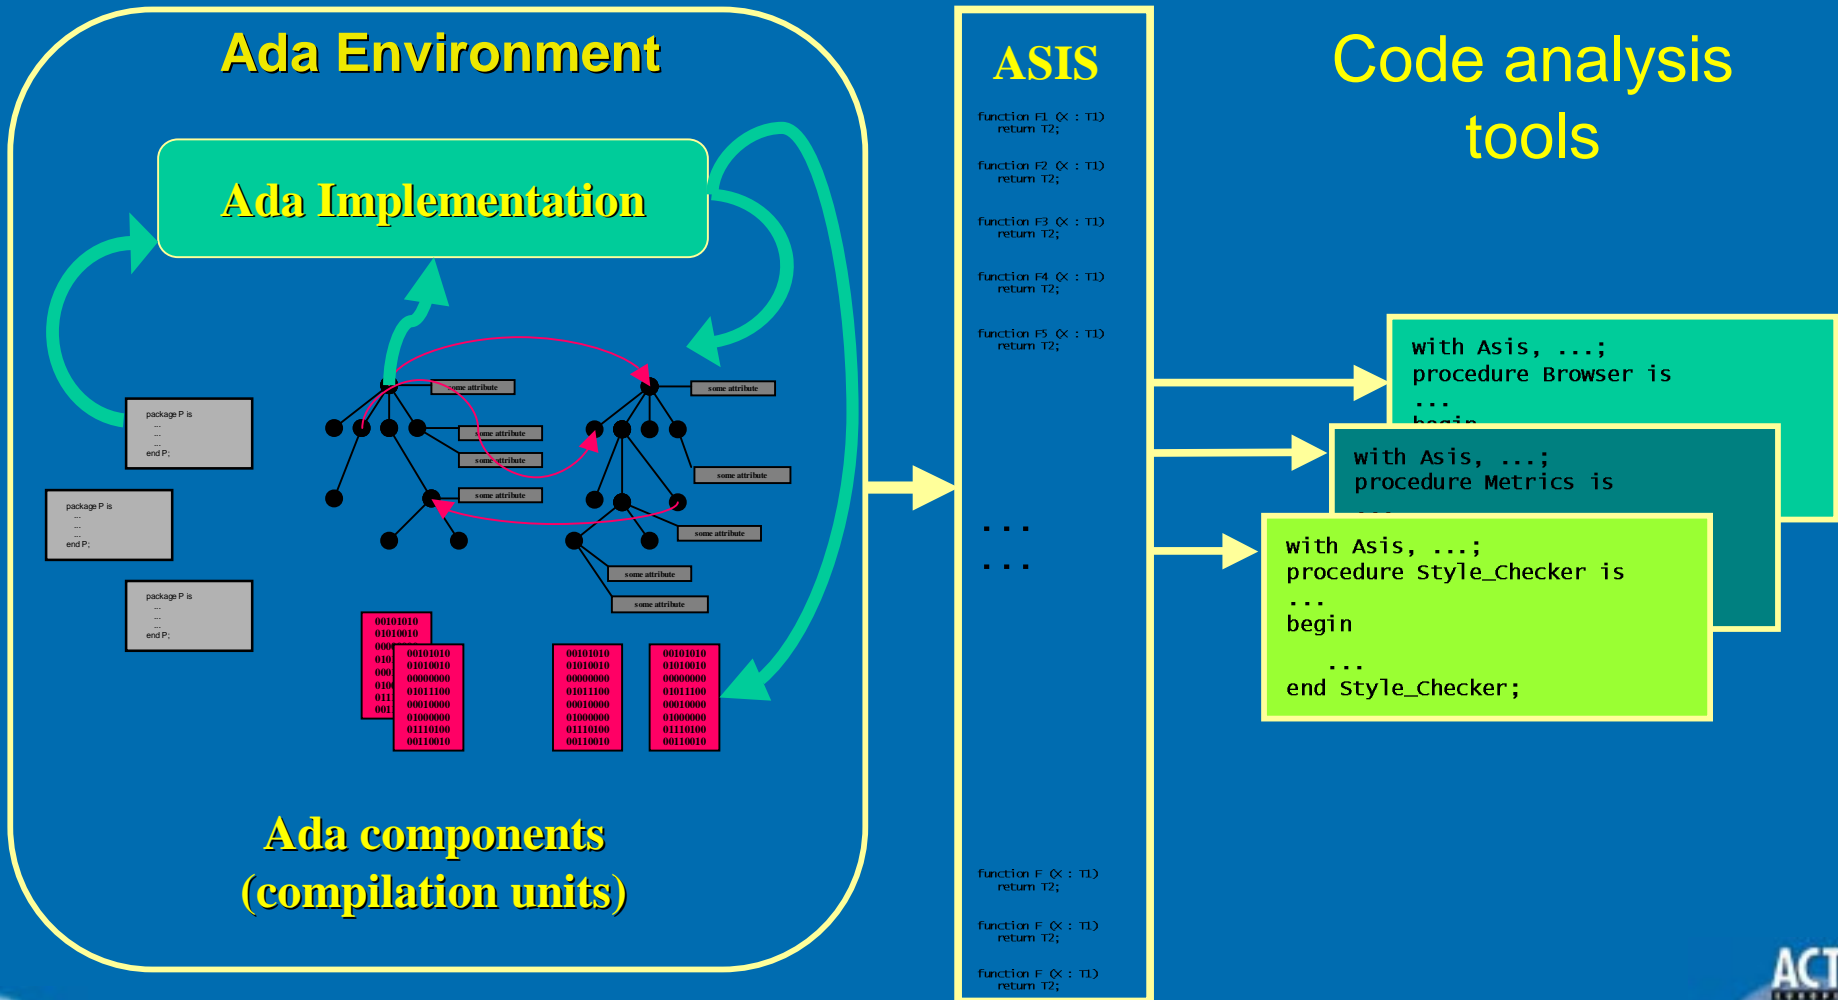 Ada Environment
Ada Implementation
package P is
...
...
...
end P;
package P is
...
...
...
end P;
package P is
...
...
...
end P;
some attribute
some attribute
some attribute
some attribute
some attribute
some attribute
some attribute
some attribute
some attribute
00101010
01010010
00101010
01010010
00000000
01011100
00010000
01000000
01110100
00110010
00101010
01010010
00000000
01011100
00010000
01000000
01110100
00110010
00101010
01010010
00000000
01011100
00010000
01000000
01110100
00110010
Ada components
(compilation units)
ASIS
function F1 (X : T1)
return T2;
function F2 (X : T1)
return T2;
function F3 (X : T1)
return T2;
function F4 (X : T1)
return T2;
function F5 (X : T1)
return T2;
...
...
function F (X : T1)
return T2;
function F (X : T1)
return T2;
function F (X : T1)
return T2;
Code analysis
tools
with Asis, ...;
procedure Browser is
...
begin
with Asis, ...;
procedure Metrics is
...
with Asis, ...;
procedure Style_Checker is
...
begin
...
end Style_Checker;
ACT